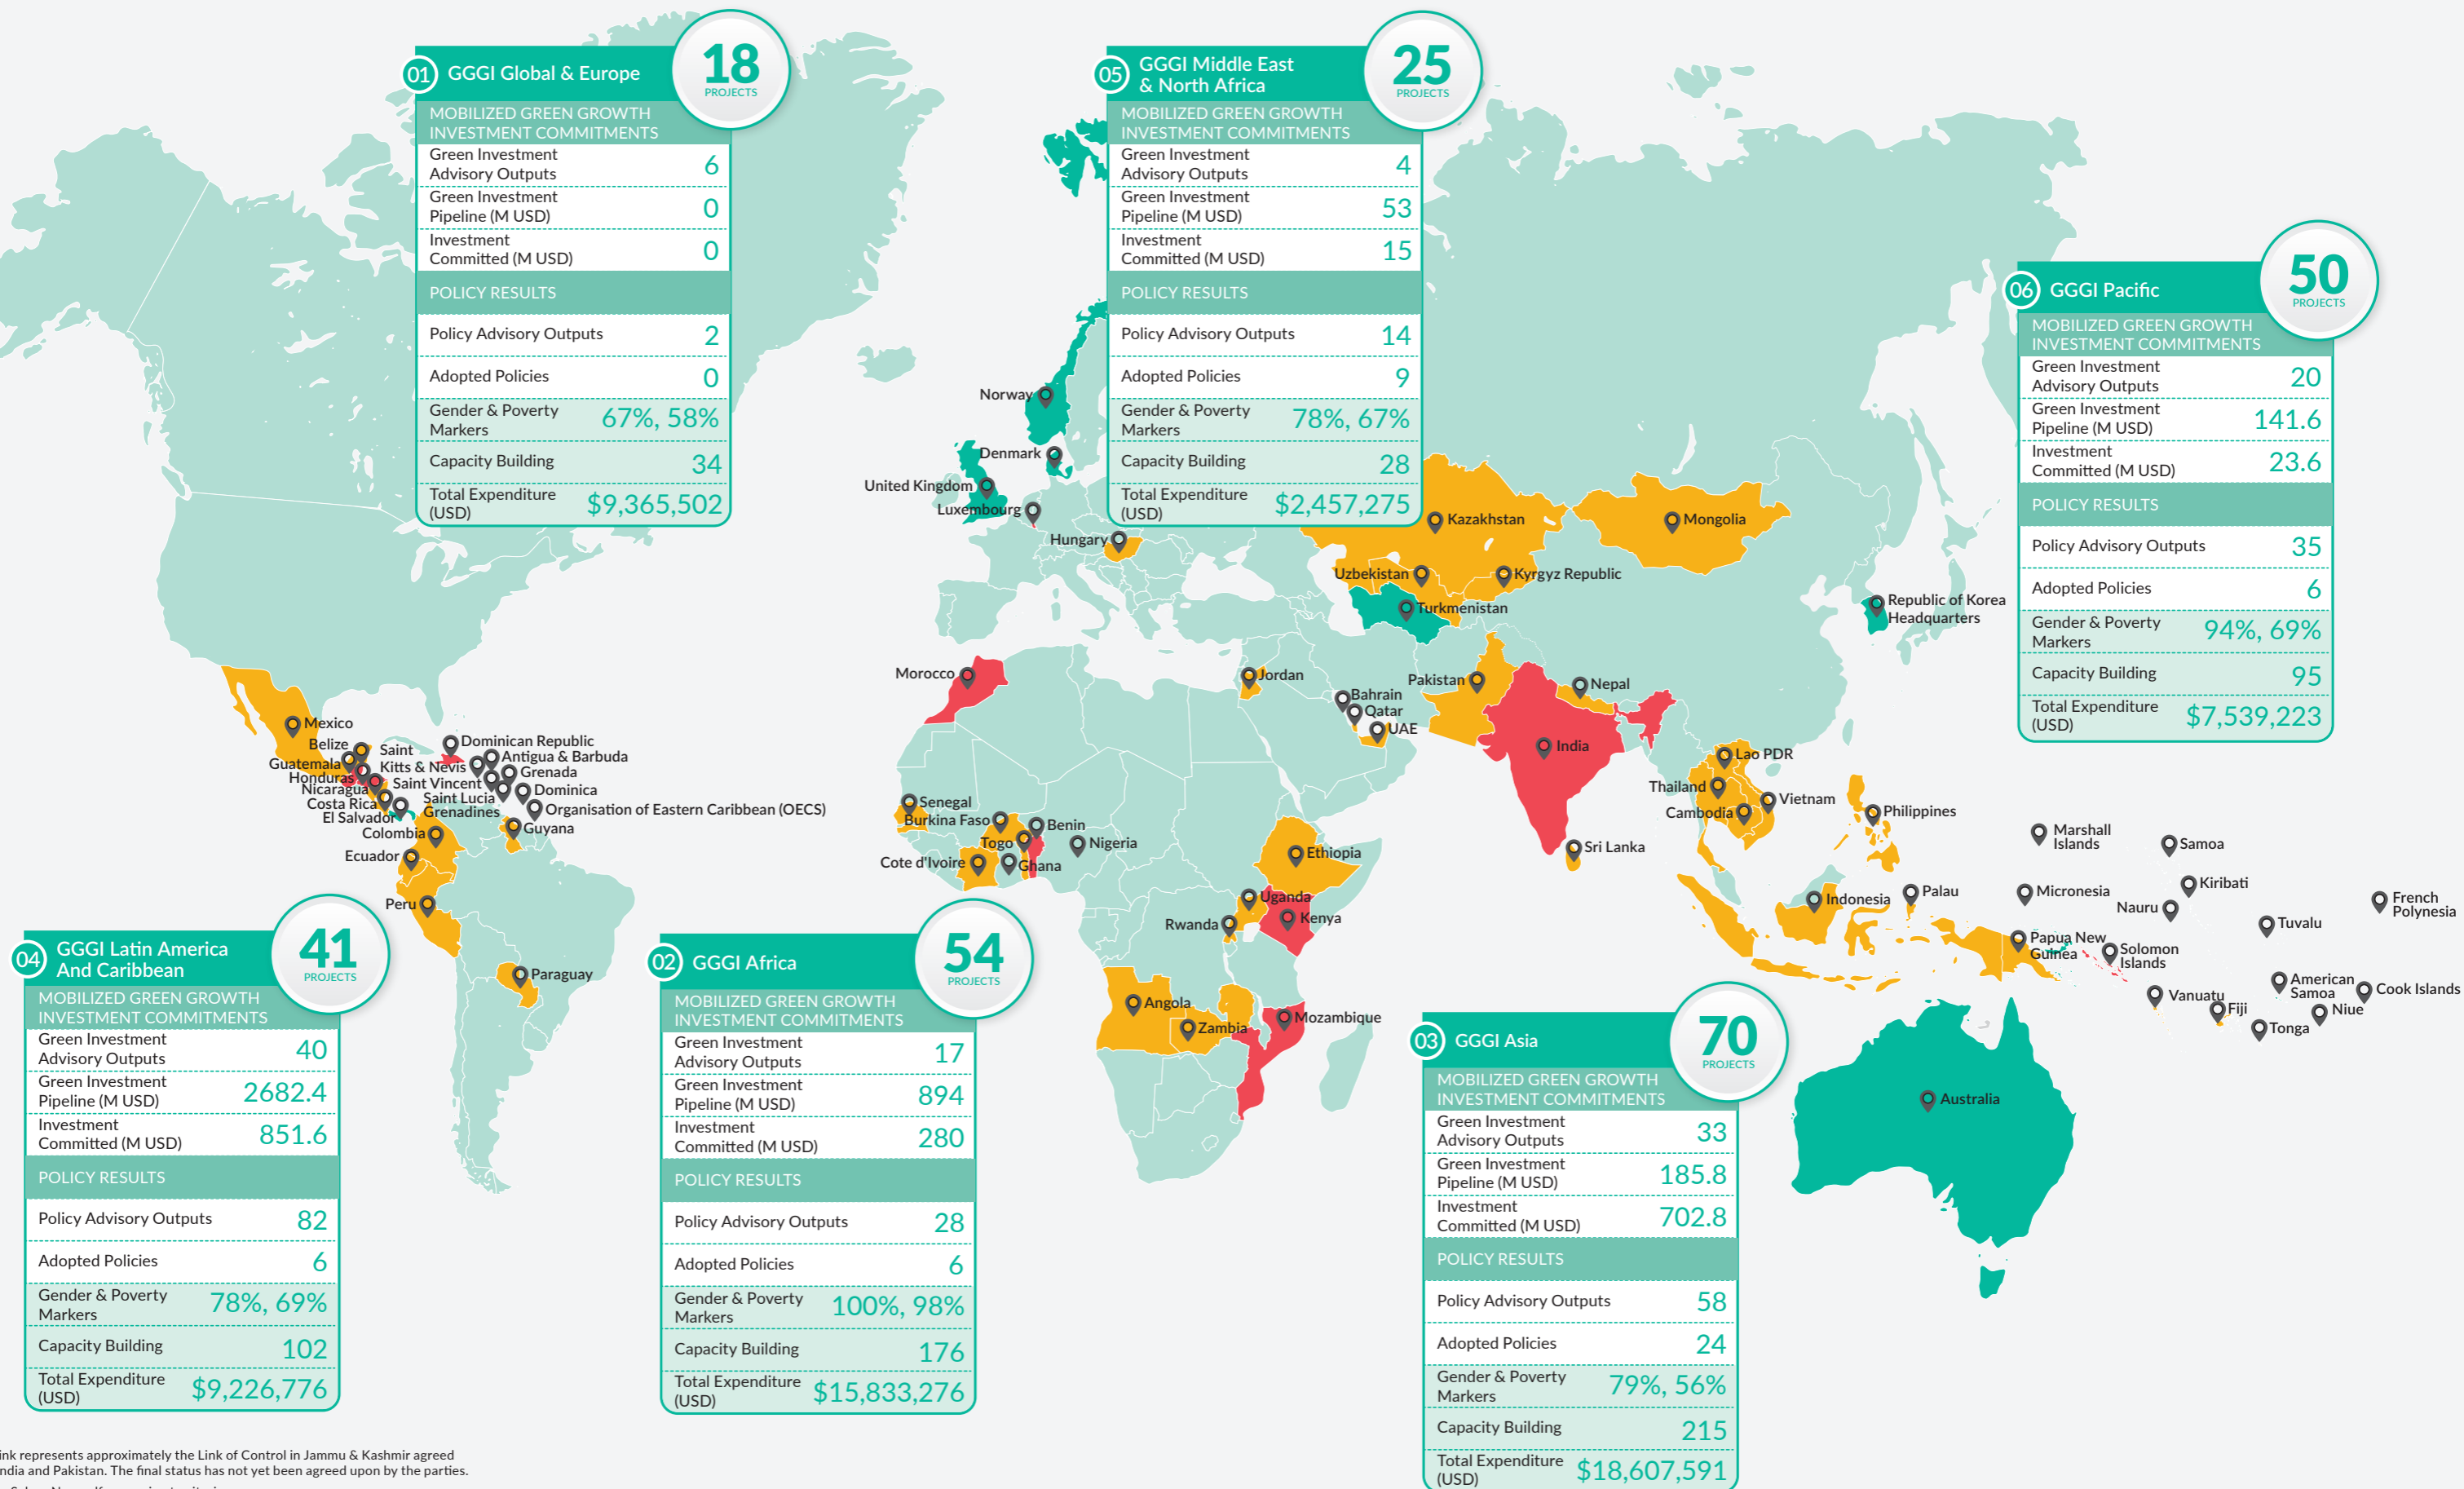 01 GGGI Global & Europe
18
PROJECTS
MOBILIZED GREEN GROWTH
INVESTMENT COMMITMENTS
Green Investment
Advisory Outputs 6
Green Investment
Pipeline (M USD) 0
Investment
Committed (M USD) 0
POLICY RESULTS
Policy Advisory Outputs 2
Adopted Policies 0
Gender & Poverty
Markers 67%, 58%
Capacity Building 34
Total Expenditure
(USD) $9,365,502
05 GGGI Middle East
& North Africa
25
PROJECTS
MOBILIZED GREEN GROWTH
INVESTMENT COMMITMENTS
Green Investment
Advisory Outputs 4
Green Investment
Pipeline (M USD) 53
Investment
Committed (M USD) 15
POLICY RESULTS
Policy Advisory Outputs 14
Adopted Policies 9
Gender & Poverty
Markers 78%, 67%
Capacity Building 28
Total Expenditure
(USD) $2,457,275
06 GGGI Pacific
50
PROJECTS
MOBILIZED GREEN GROWTH
INVESTMENT COMMITMENTS
Green Investment
Advisory Outputs 20
Green Investment
Pipeline (M USD) 141.6
Investment
Committed (M USD) 23.6
POLICY RESULTS
Policy Advisory Outputs 35
Adopted Policies 6
Gender & Poverty
Markers 94%, 69%
Capacity Building 95
Total Expenditure
(USD) $7,539,223
Norway
Denmark
United Kingdom
Luxembourg
Hungary
Kazakhstan
Mongolia
Uzbekistan
Kyrgyz Republic
Turkmenistan
Republic of Korea
Headquarters
Morocco
Jordan
Bahrain
Qatar
UAE
Pakistan
Nepal
India
Sri Lanka
Lao PDR
Thailand
Vietnam
Cambodia
Philippines
Indonesia
Palau
Marshall
Islands
Samoa
Micronesia
Kiribati
Nauru
French
Polynesia
Tuvalu
Papua New
Guinea
Solomon
Islands
American
Samoa
Cook Islands
Vanuatu
Fiji
Niue
Tonga
Australia
Mexico
Belize
Guatemala
Honduras
Nicaragua
Costa Rica
El Salvador
Colombia
Ecuador
Peru
Paraguay
Guyana
Dominican Republic
Antigua & Barbuda
Saint
Kitts & Nevis
Grenada
Saint Vincent
Dominica
Saint Lucia
Grenadines
Organisation of Eastern Caribbean (OECS)
Senegal
Burkina Faso
Benin
Togo
Nigeria
Cote d'Ivoire
Ghana
Ethiopia
Uganda
Kenya
Rwanda
Angola
Zambia
Mozambique
04 GGGI Latin America
And Caribbean
41
PROJECTS
MOBILIZED GREEN GROWTH
INVESTMENT COMMITMENTS
Green Investment
Advisory Outputs 40
Green Investment
Pipeline (M USD) 2682.4
Investment
Committed (M USD) 851.6
POLICY RESULTS
Policy Advisory Outputs 82
Adopted Policies 6
Gender & Poverty
Markers 78%, 69%
Capacity Building 102
Total Expenditure
(USD) $9,226,776
02 GGGI Africa
54
PROJECTS
MOBILIZED GREEN GROWTH
INVESTMENT COMMITMENTS
Green Investment
Advisory Outputs 17
Green Investment
Pipeline (M USD) 894
Investment
Committed (M USD) 280
POLICY RESULTS
Policy Advisory Outputs 28
Adopted Policies 6
Gender & Poverty
Markers 100%, 98%
Capacity Building 176
Total Expenditure
(USD) $15,833,276
03 GGGI Asia
70
PROJECTS
MOBILIZED GREEN GROWTH
INVESTMENT COMMITMENTS
Green Investment
Advisory Outputs 33
Green Investment
Pipeline (M USD) 185.8
Investment
Committed (M USD) 702.8
POLICY RESULTS
Policy Advisory Outputs 58
Adopted Policies 24
Gender & Poverty
Markers 79%, 56%
Capacity Building 215
Total Expenditure
(USD) $18,607,591
ink represents approximately the Link of Control in Jammu & Kashmir agreed
ndia and Pakistan. The final status has not yet been agreed upon by the parties.